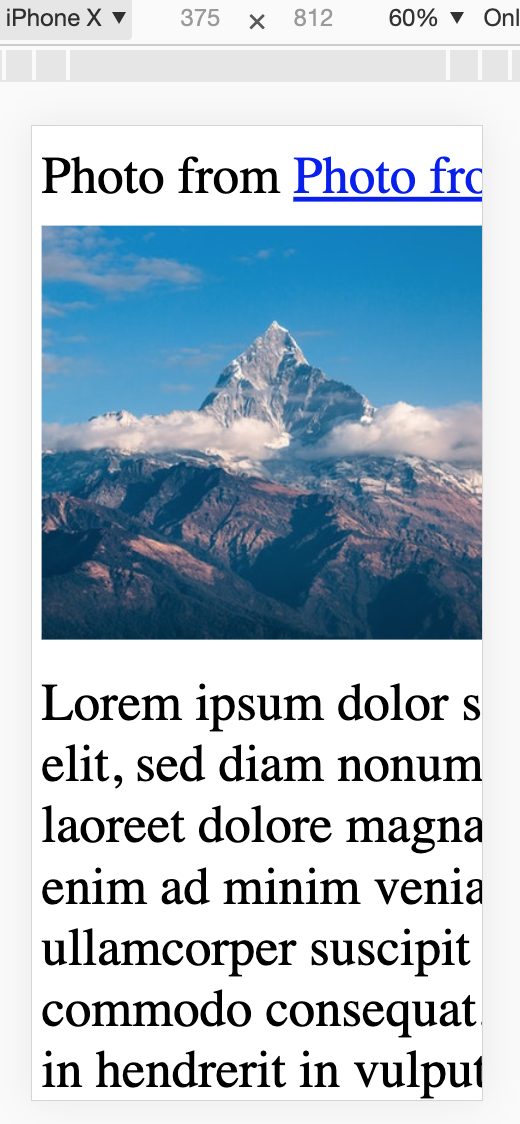 iPhone X ▼ 375 × 812 60% ▼ Onl
Photo from Photo fro
Lorem ipsum dolor s
elit, sed diam nonum
laoreet dolore magna
enim ad minim venia
ullamcorper suscipit
commodo consequat.
in hendrerit in vulput